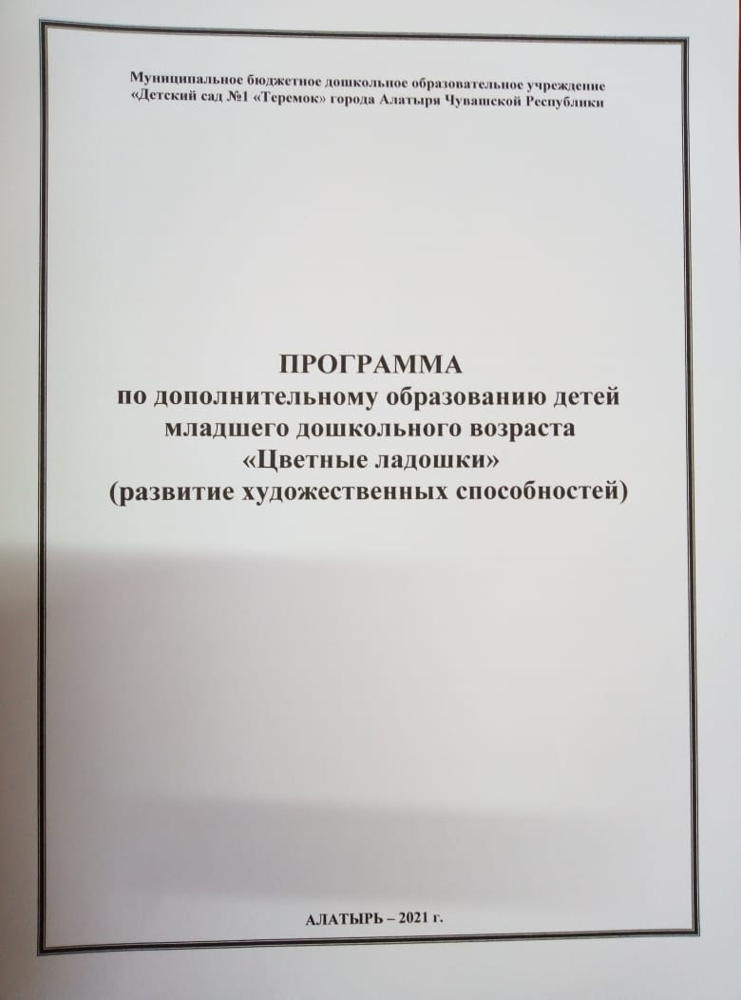 Муниципальное бюджетное дошкольное образовательное учреждение
«Детский сад №1 «Теремок» города Алатыря Чувашской Республики
ПРОГРАММА
по дополнительному образованию детей
младшего дошкольного возраста
«Цветные ладошки»
(развитие художественных способностей)
АЛАТЫРЬ – 2021 г.